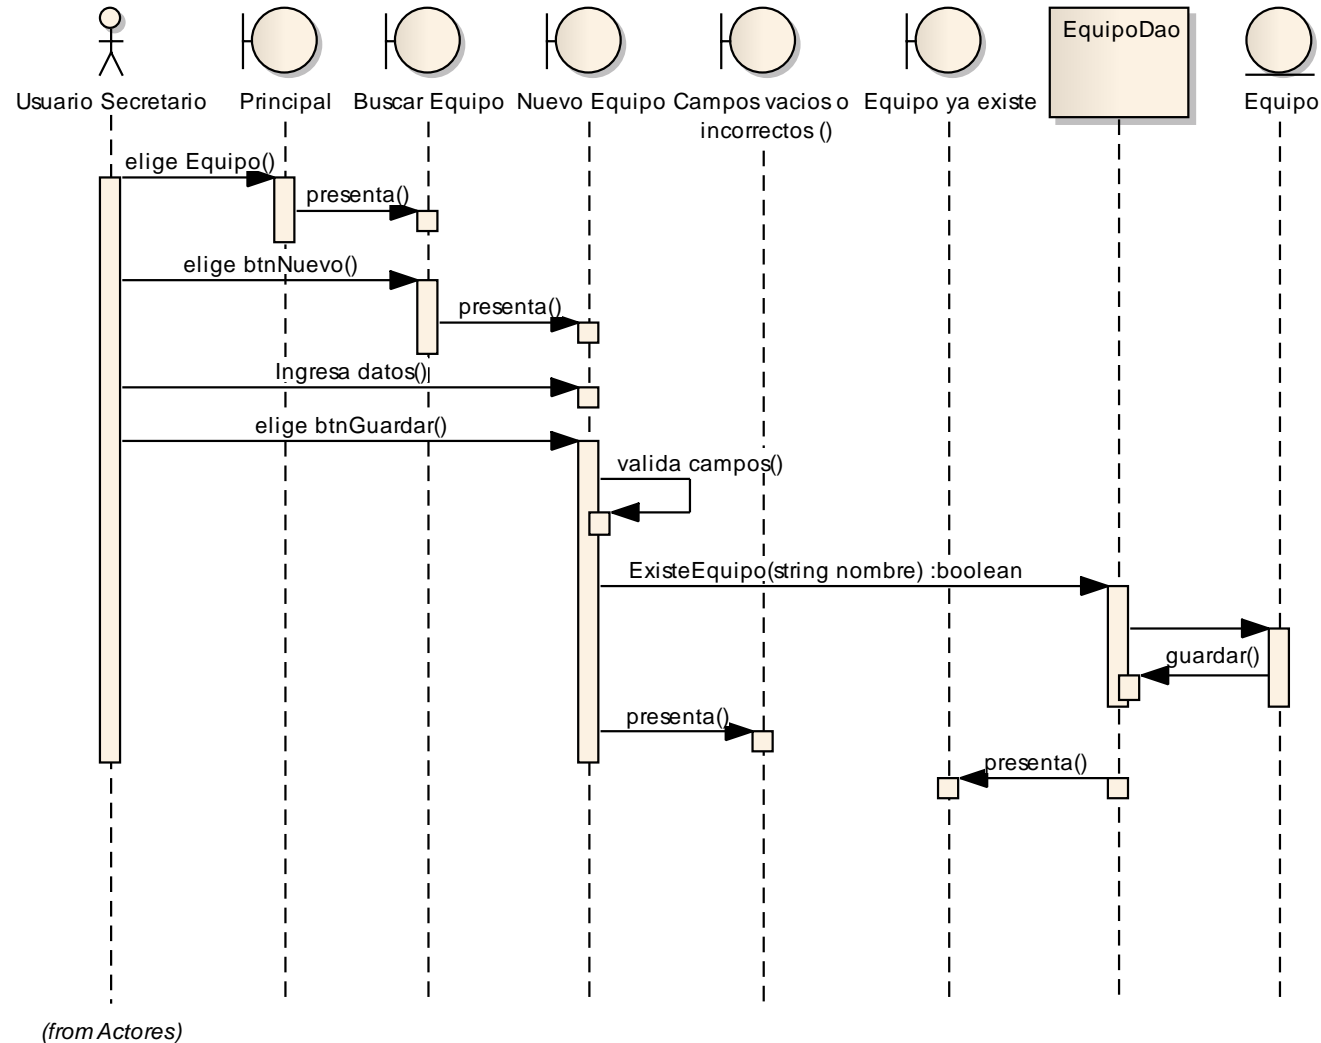 EquipoDao
Usuario Secretario
Principal
Buscar Equipo
Nuevo Equipo
Campos vacios o
incorrectos ()
Equipo ya existe
Equipo
elige Equipo()
presenta()
elige btnNuevo()
presenta()
Ingresa datos()
elige btnGuardar()
valida campos()
ExisteEquipo(string nombre) :boolean
guardar()
presenta()
presenta()
(from Actores)